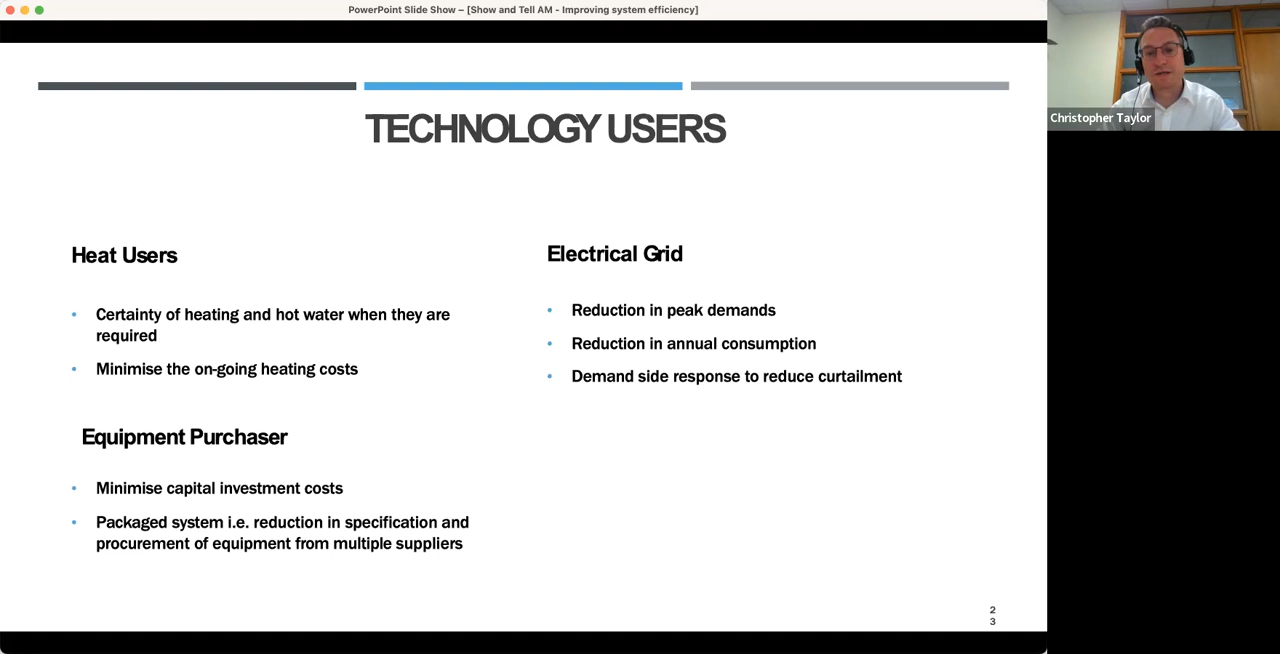 PowerPoint Slide Show – [Show and Tell AM - Improving system efficiency]
Christopher Taylor
TECHNOLOGY USERS
Heat Users
• Certainty of heating and hot water when they are
required
• Minimise the on-going heating costs
Equipment Purchaser
• Minimise capital investment costs
• Packaged system i.e. reduction in specification and
procurement of equipment from multiple suppliers
Electrical Grid
• Reduction in peak demands
• Reduction in annual consumption
• Demand side response to reduce curtailment
2
3